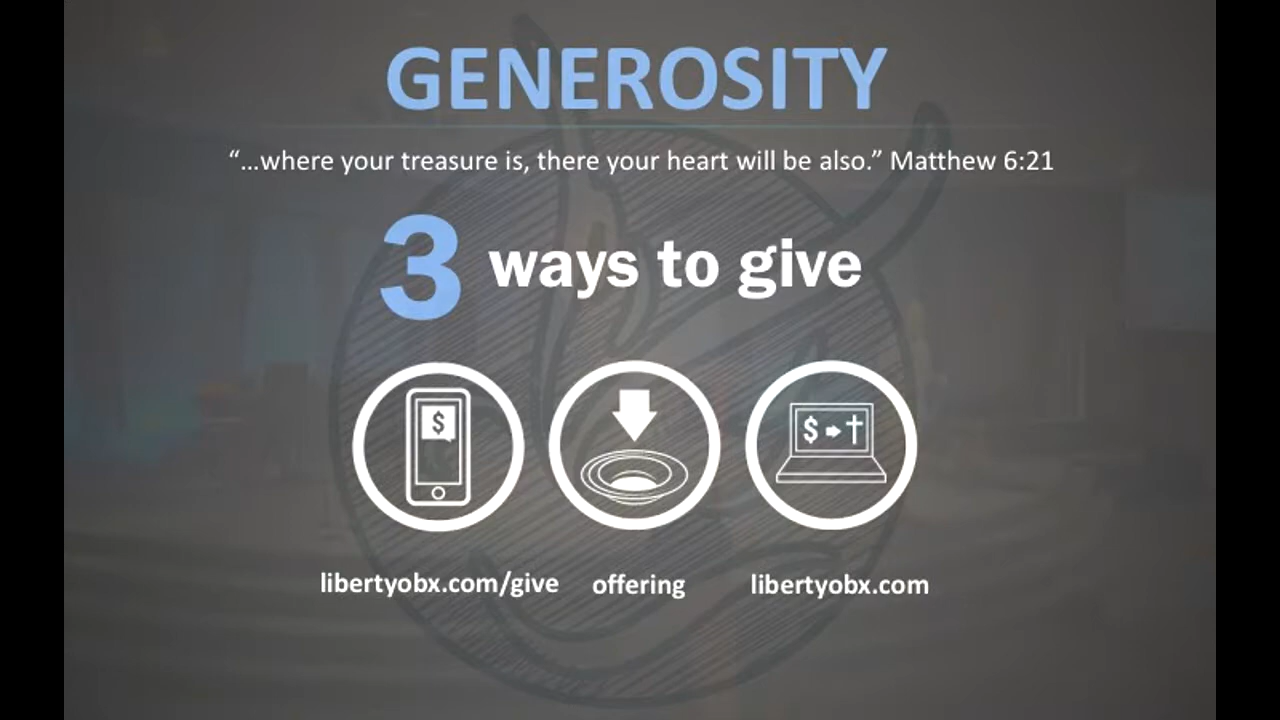 GENEROSITY
“...where your treasure is, there your heart will be also.” Matthew 6:21
3 ways to give
$
$
libertyobx.com/give
offering
libertyobx.com